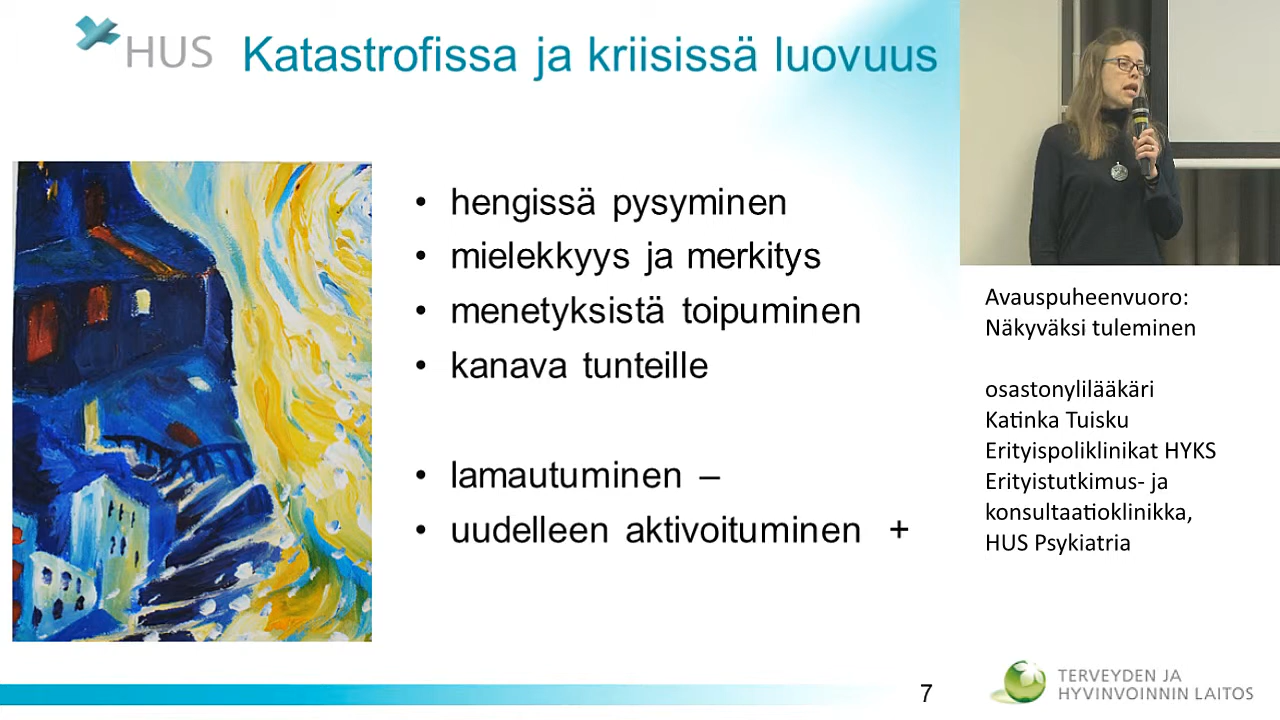 HUS
Katastrofissa ja kriisissä luovuus
• hengissä pysyminen
• mielekkyys ja merkitys
• menetyksistä toipuminen
• kanava tunteille
• lamautuminen –
• uudelleen aktivoituminen +
7
Avauspuheenvuoro:
Näkyväksi tuleminen
osastonylilääkäri
Katinka Tuisku
Erityispoliklinikat HYKS
Erityistutkimus- ja
konsultaatioklinikka,
HUS Psykiatria
TERVEYDEN JA
HYVINVOINNIN LAITOS